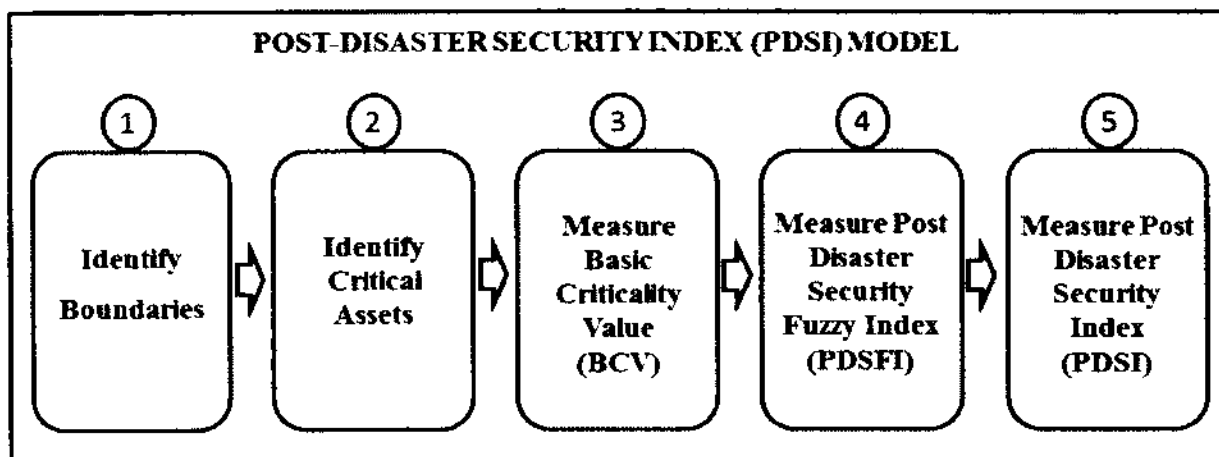 POST-DISASTER SECURITY INDEX (PDSI) MODEL
1
Identify
Boundaries
2
Identify
Critical
Assets
3
Measure
Basic
Criticality
Value
(BCV)
4
Measure Post
Disaster
Security
Fuzzy Index
(PDSFI)
5
Measure Post
Disaster
Security
Index
(PDSI)